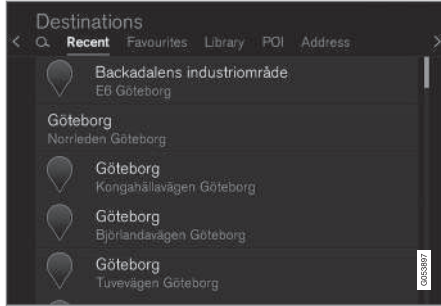 Destinations
Recent Favourites Library POI Address
Backadalens industriområde
E6 Göteborg
Göteborg
Norrleden Göteborg
Göteborg
Kongahällavägen Göteborg
Göteborg
Björlandavägen Göteborg
Göteborg
Tuvevägen Göteborg
G053897